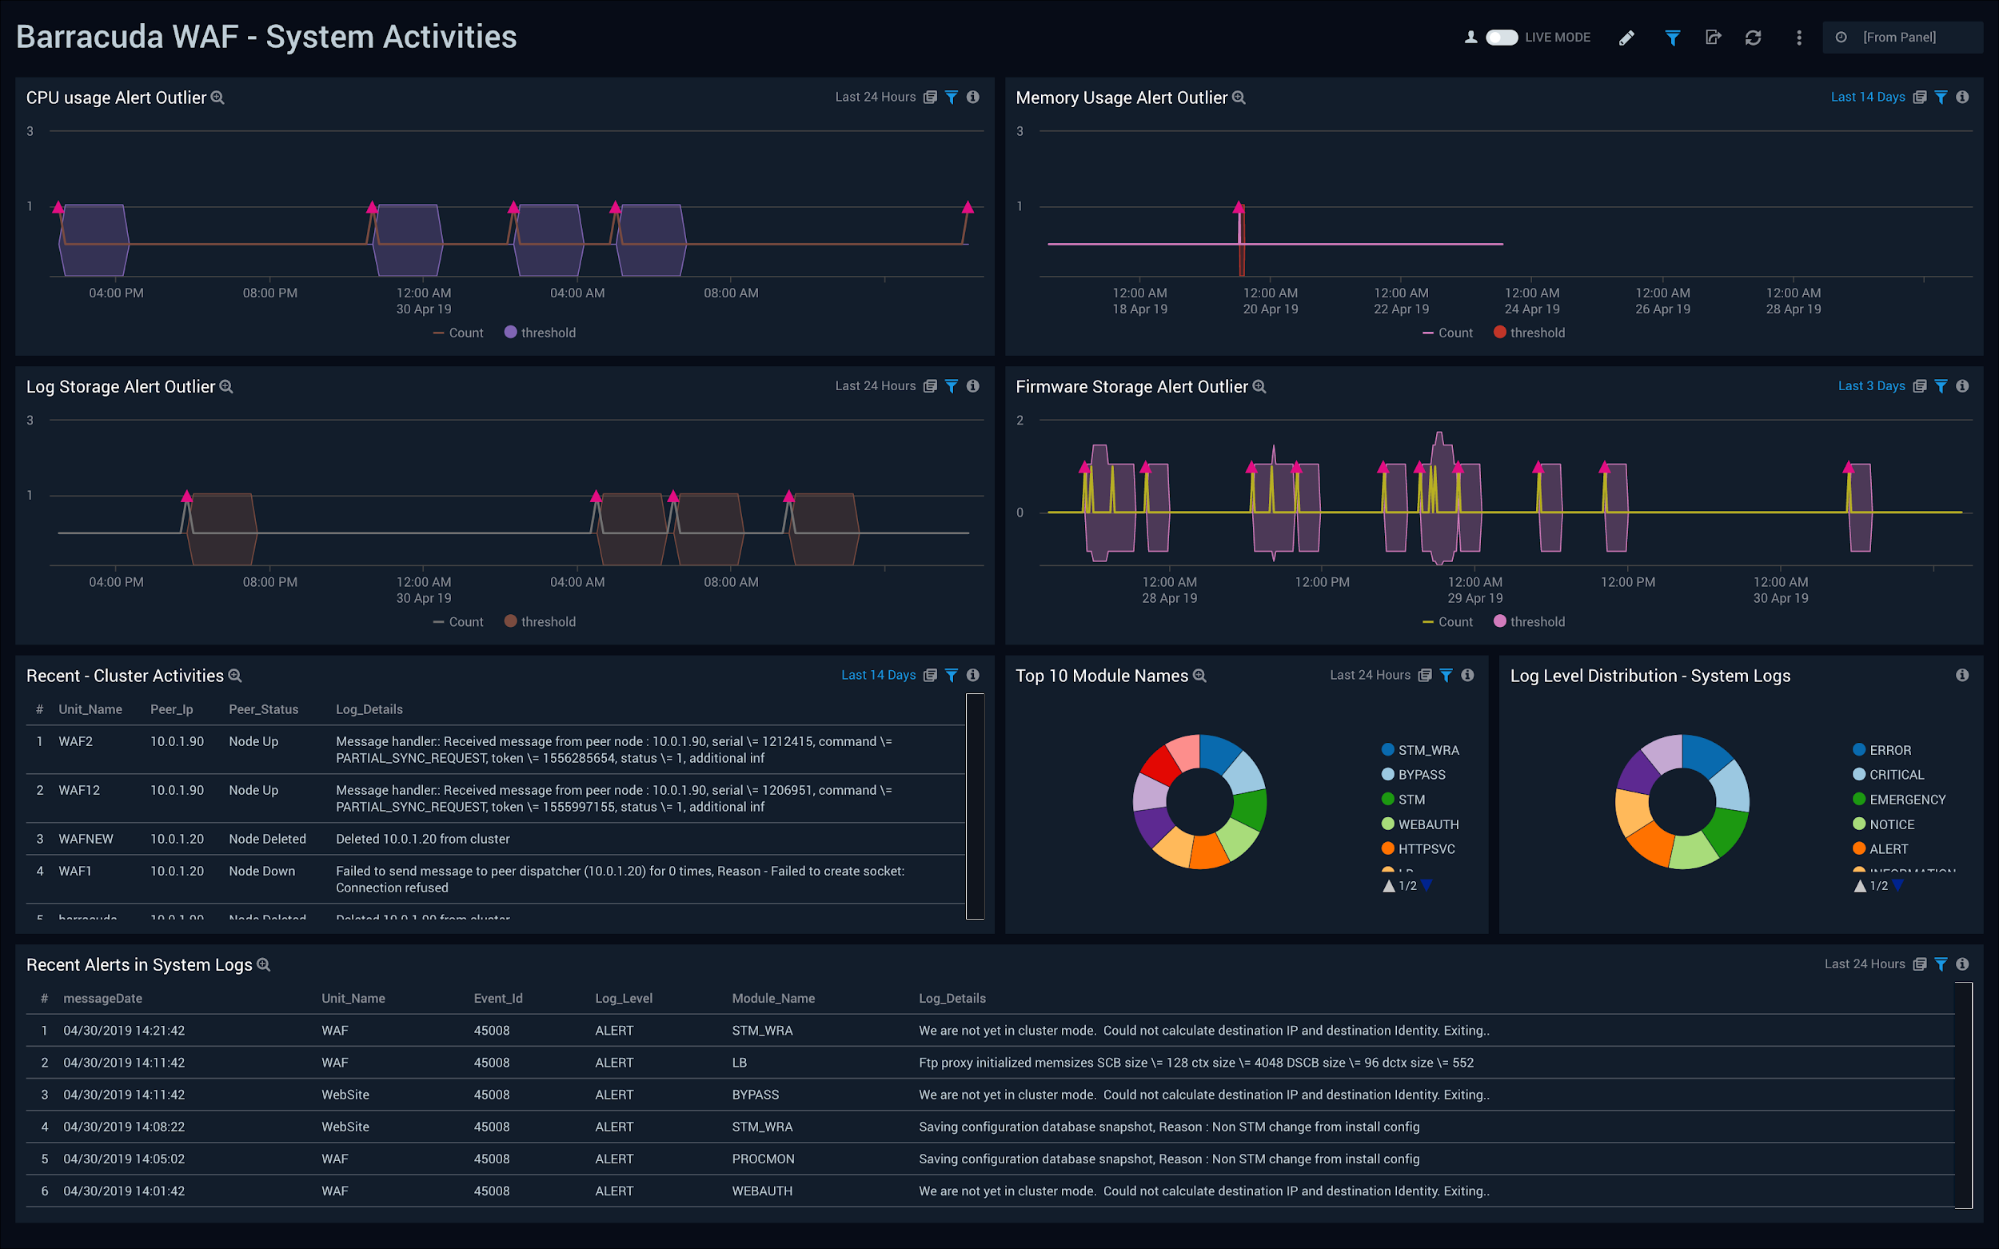 Barracuda WAF - System Activities
LIVE MODE
[From Panel]
CPU usage Alert Outlier
Last 24 Hours
3
1
04:00 PM 08:00 PM 12:00 AM 04:00 AM 08:00 AM
30 Apr 19
Count threshold
Memory Usage Alert Outlier
Last 14 Days
3
1
12:00 AM 12:00 AM 12:00 AM 12:00 AM 12:00 AM 12:00 AM
18 Apr 19 20 Apr 19 22 Apr 19 24 Apr 19 26 Apr 19 28 Apr 19
Count threshold
Log Storage Alert Outlier
Last 24 Hours
3
1
04:00 PM 08:00 PM 12:00 AM 04:00 AM 08:00 AM
30 Apr 19
Count threshold
Firmware Storage Alert Outlier
Last 3 Days
2
0
12:00 AM 12:00 PM 12:00 AM 12:00 PM 12:00 AM
28 Apr 19 29 Apr 19 30 Apr 19
Count threshold
Recent - Cluster Activities
Last 14 Days
# Unit_Name Peer_Ip Peer_Status Log_Details
1 WAF2 10.0.1.90 Node Up Message handler:: Received message from peer node : 10.0.1.90, serial \= 1212415, command \=
PARTIAL_SYNC_REQUEST, token \= 1556285654, status \= 1, additional inf
2 WAF12 10.0.1.90 Node Up Message handler:: Received message from peer node : 10.0.1.90, serial \= 1206951, command \=
PARTIAL_SYNC_REQUEST, token \= 1555997155, status \= 1, additional inf
3 WAFNEW 10.0.1.20 Node Deleted Deleted 10.0.1.20 from cluster
4 WAF1 10.0.1.20 Node Down Failed to send message to peer dispatcher (10.0.1.20) for 0 times, Reason - Failed to create socket:
Connection refused
5 barracuda 10.0.1.90 Node Deleted Deleted 10.0.1.90 from cluster
Top 10 Module Names
Last 24 Hours
STM_WRA
BYPASS
STM
WEBAUTH
HTTPSVC
LB
1/2
Log Level Distribution - System Logs
ERROR
CRITICAL
EMERGENCY
NOTICE
ALERT
INFORMATION
1/2
Recent Alerts in System Logs
Last 24 Hours
# messageDate Unit_Name Event_Id Log_Level Module_Name Log_Details
1 04/30/2019 14:21:42 WAF 45008 ALERT STM_WRA We are not yet in cluster mode.  Could not calculate destination IP and destination Identity. Exiting..
2 04/30/2019 14:11:42 WAF 45008 ALERT LB Ftp proxy initialized memsizes SCB size \= 128 ctx size \= 4048 DSCB size \= 96 dctx size \= 552
3 04/30/2019 14:11:42 WebSite 45008 ALERT BYPASS We are not yet in cluster mode.  Could not calculate destination IP and destination Identity. Exiting..
4 04/30/2019 14:08:22 WebSite 45008 ALERT STM_WRA Saving configuration database snapshot, Reason : Non STM change from install config
5 04/30/2019 14:05:02 WAF 45008 ALERT PROCMON Saving configuration database snapshot, Reason : Non STM change from install config
6 04/30/2019 14:01:42 WAF 45008 ALERT WEBAUTH We are not yet in cluster mode.  Could not calculate destination IP and destination Identity. Exiting..